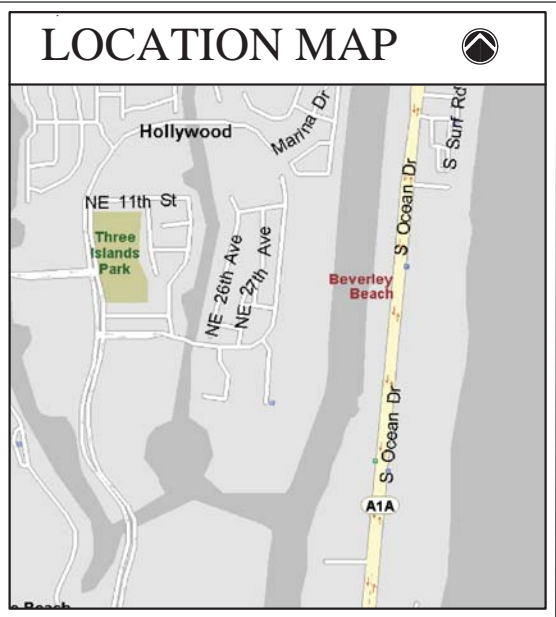 LOCATION MAP
Hollywood
Marina Dr
S Surf Rd
NE 11th St
S Ocean Dr
Three
Islands
Park
NE 26th Ave
NE 27th Ave
Beverley
Beach
S Ocean Dr
A1A
Beach